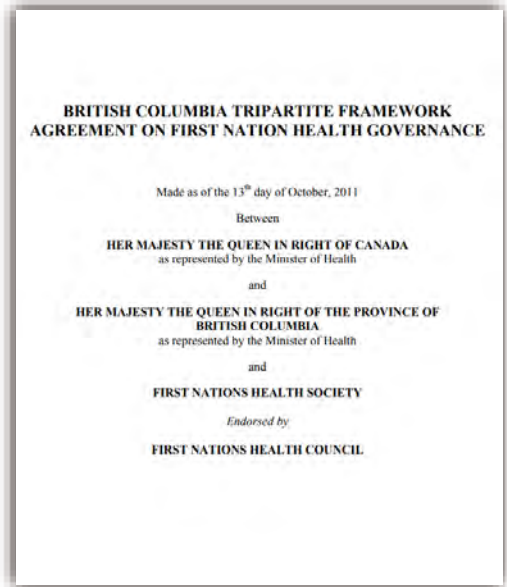 BRITISH COLUMBIA TRIPARTITE FRAMEWORK
AGREEMENT ON FIRST NATION HEALTH GOVERNANCE
Made as of the 13th day of October, 2011
Between
HER MAJESTY THE QUEEN IN RIGHT OF CANADA
as represented by the Minister of Health
and
HER MAJESTY THE QUEEN IN RIGHT OF THE PROVINCE OF
BRITISH COLUMBIA
as represented by the Minister of Health
and
FIRST NATIONS HEALTH SOCIETY
Endorsed by
FIRST NATIONS HEALTH COUNCIL